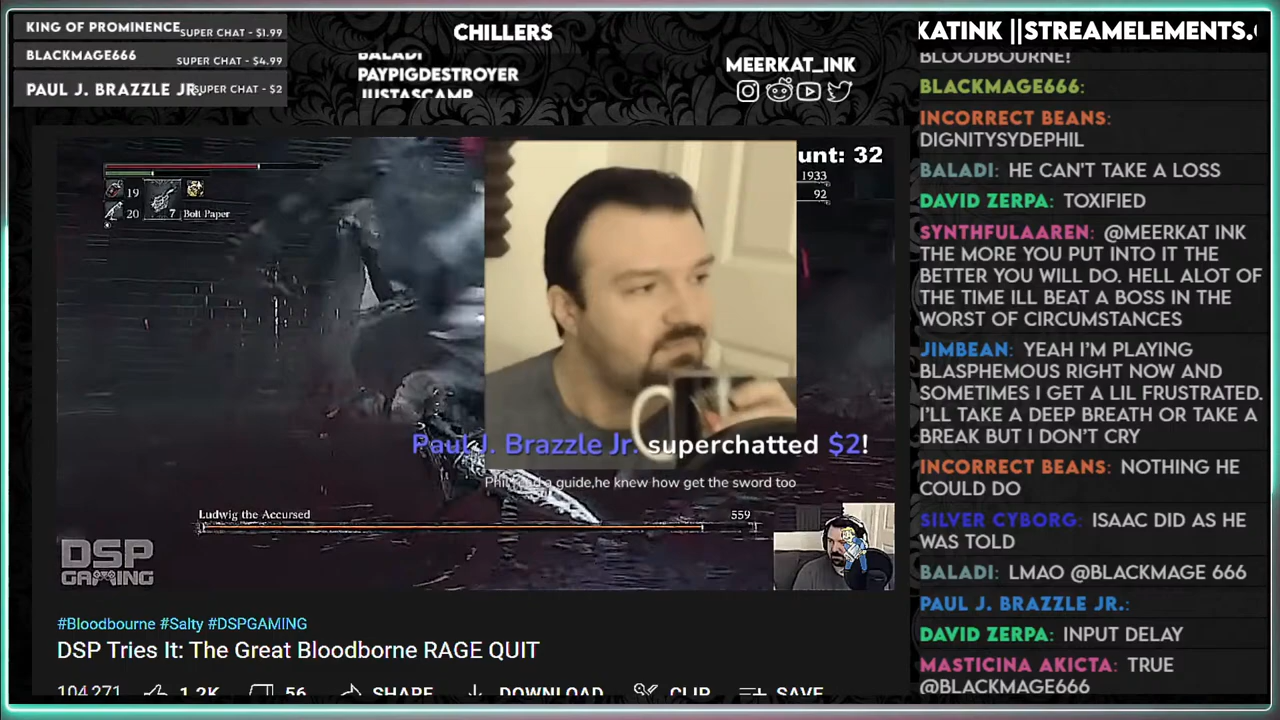 KING OF PROMINENCE SUPER CHAT - $1.99
BLACKMAGE666 SUPER CHAT - $4.99
PAUL J. BRAZZLE JR. SUPER CHAT - $2
CHILLERS
BALADI
PAYPIGDESTROYER
JUSTASCAMP
MEERKAT_INK
KATINK ||STREAMELEMENTS.
BLOODBOURNE!
BLACKMAGE666:
INCORRECT BEANS:
DIGNITYSYDEPHIL
BALADI: HE CAN'T TAKE A LOSS
DAVID ZERPA: TOXIFIED
SYNTHFULAAREN: @MEERKAT INK
THE MORE YOU PUT INTO IT THE
BETTER YOU WILL DO. HELL ALOT OF
THE TIME ILL BEAT A BOSS IN THE
WORST OF CIRCUMSTANCES
JIMBEAN: YEAH I'M PLAYING
BLASPHEMOUS RIGHT NOW AND
SOMETIMES I GET A LIL FRUSTRATED.
I'LL TAKE A DEEP BREATH OR TAKE A
BREAK BUT I DON'T CRY
INCORRECT BEANS: NOTHING HE
COULD DO
SILVER CYBORG: ISAAC DID AS HE
WAS TOLD
BALADI: LMAO @BLACKMAGE 666
PAUL J. BRAZZLE JR.:
DAVID ZERPA: INPUT DELAY
MASTICINA AKICTA: TRUE
@BLACKMAGE666
unt: 32
1933
92
19
20
7 Bolt Paper
Paul J. Brazzle Jr. superchatted $2!
Phil read a guide,he knew how get the sword too
Ludwig the Accursed 559
DSP
GAMING
#Bloodbourne #Salty #DSPGAMING
DSP Tries It: The Great Bloodborne RAGE QUIT
104,271 1.2K 56 SHARE DOWNLOAD CLIP SAVE